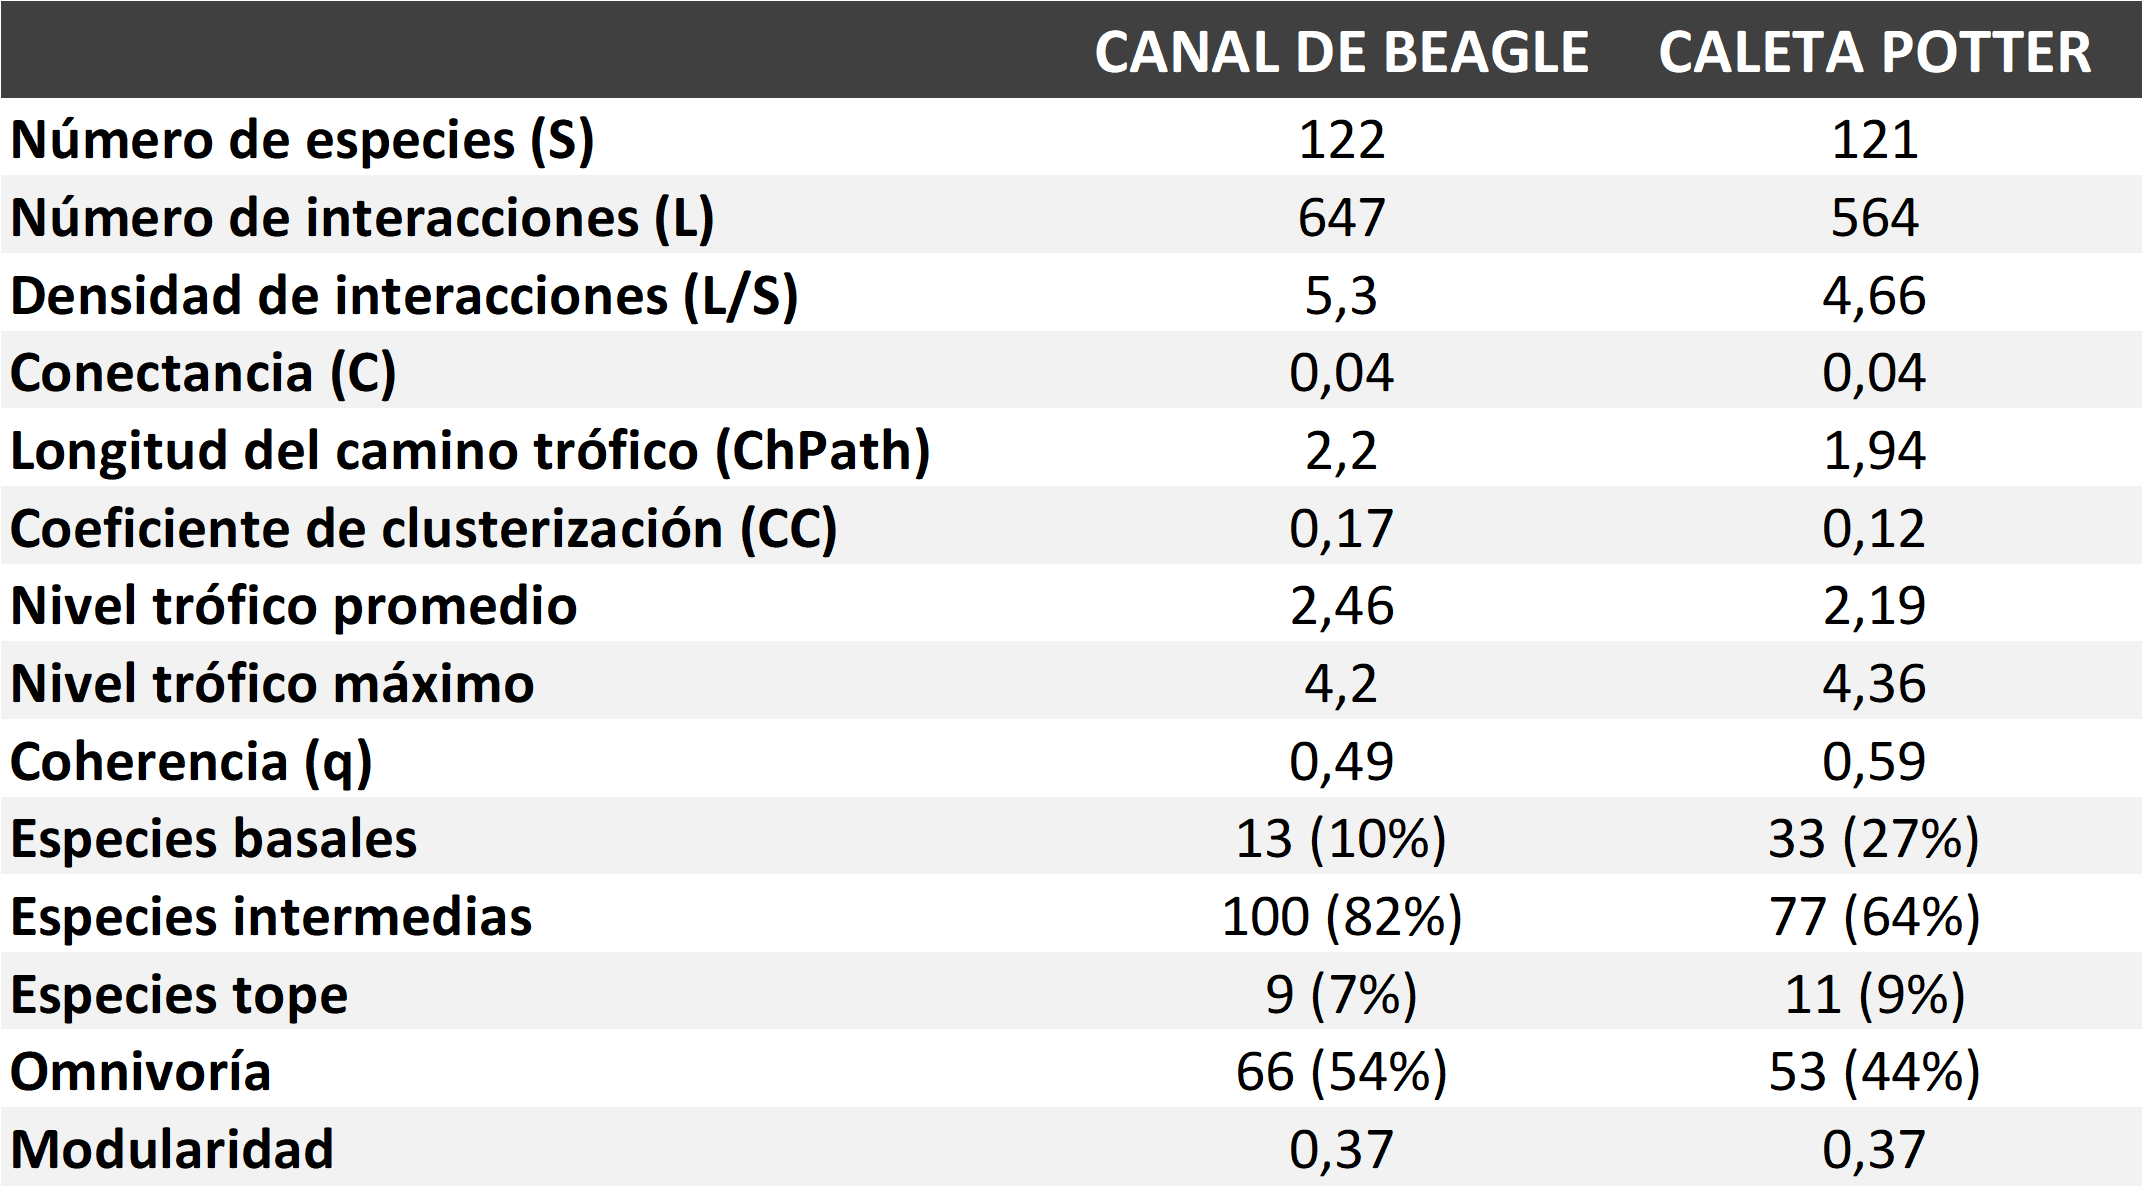 CANAL DE BEAGLE CALETA POTTER
Número de especies (S) 122 121
Número de interacciones (L) 647 564
Densidad de interacciones (L/S) 5,3 4,66
Conectancia (C) 0,04 0,04
Longitud del camino trófico (ChPath) 2,2 1,94
Coeficiente de clusterización (CC) 0,17 0,12
Nivel trófico promedio 2,46 2,19
Nivel trófico máximo 4,2 4,36
Coherencia (q) 0,49 0,59
Especies basales 13 (10%) 33 (27%)
Especies intermedias 100 (82%) 77 (64%)
Especies tope 9 (7%) 11 (9%)
Omnivoría 66 (54%) 53 (44%)
Modularidad 0,37 0,37